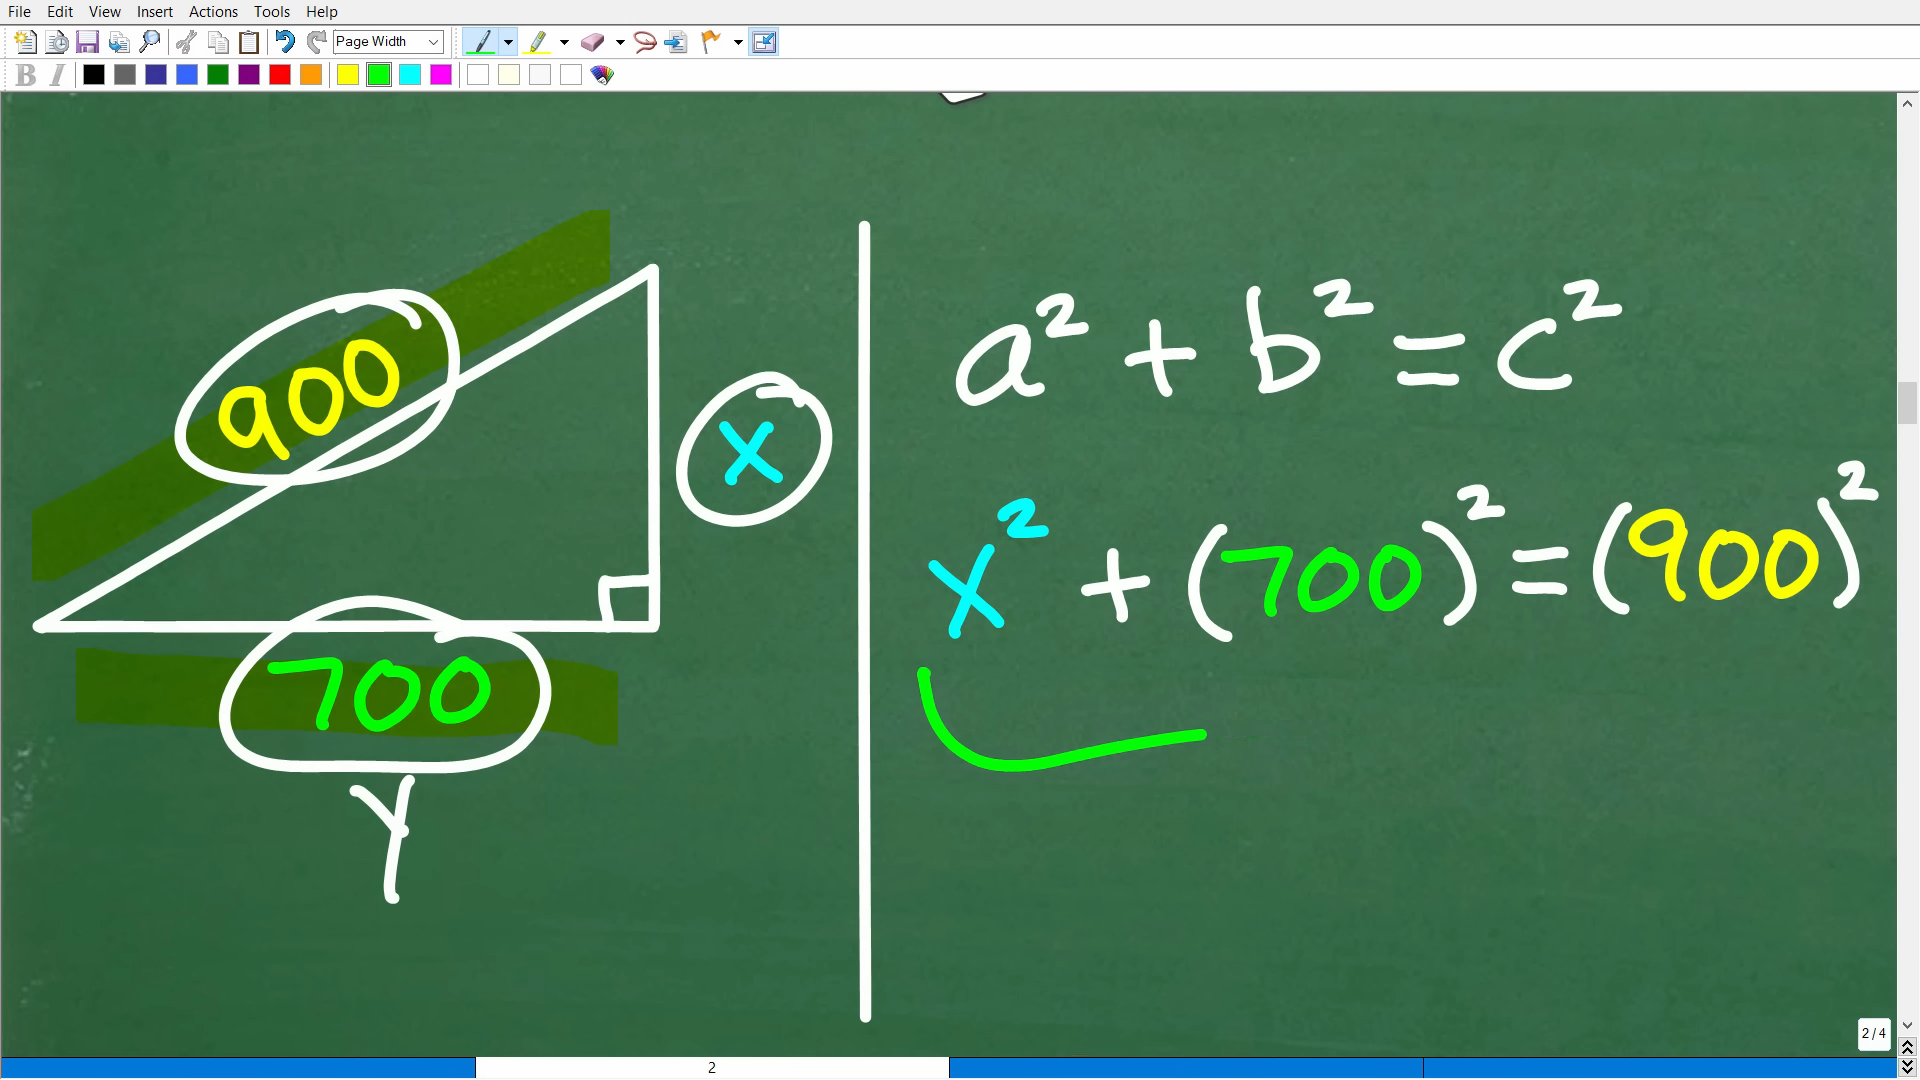 File Edit View Insert Actions Tools Help
Page Width
B I
900
x
700
Y
a² + b² = c²
x² + (700)² = (900)²
2 / 4
2